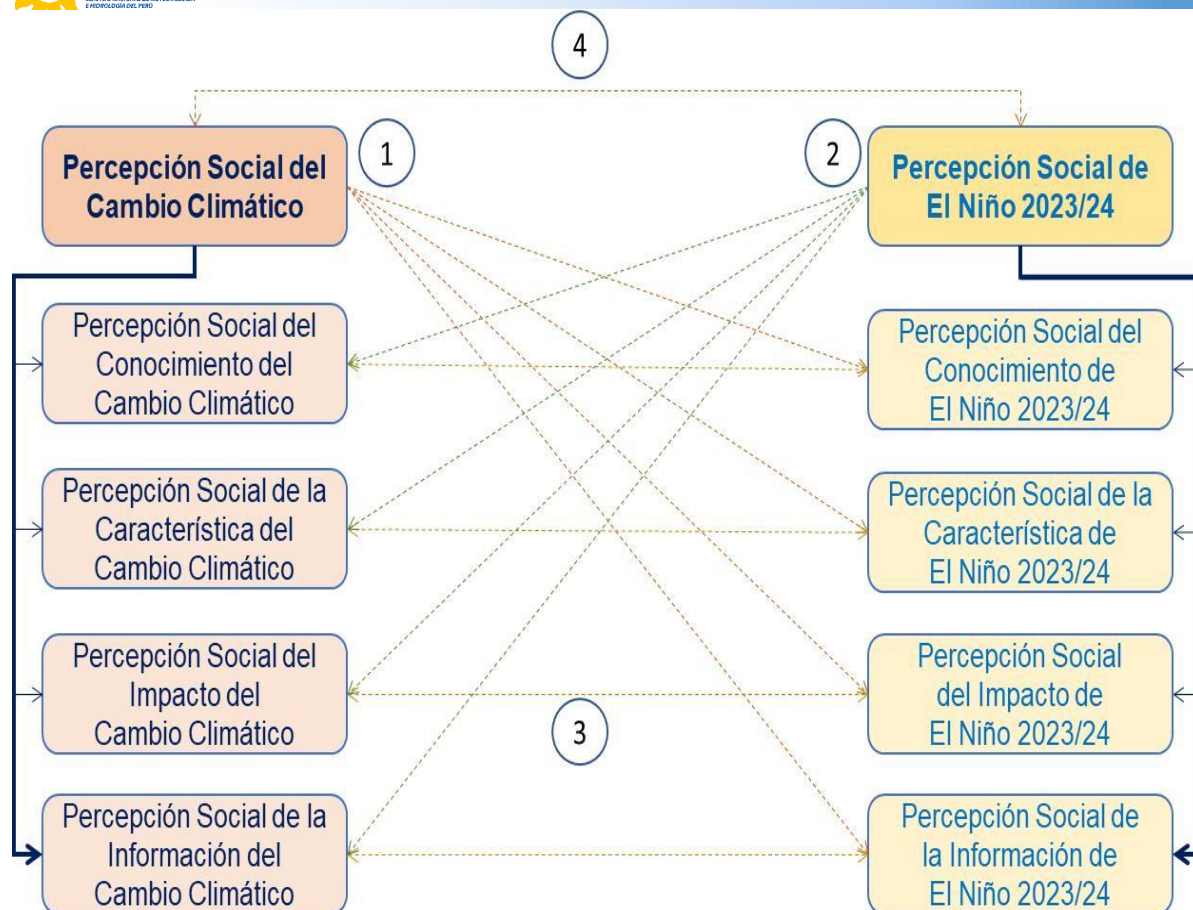 E HIDROLOGÍA DEL PERÚ
4
Percepción Social del
Cambio Climático
1
2
Percepción Social de
El Niño 2023/24
Percepción Social del
Conocimiento del
Cambio Climático
Percepción Social del
Conocimiento de
El Niño 2023/24
Percepción Social de la
Característica del
Cambio Climático
Percepción Social de la
Característica de
El Niño 2023/24
Percepción Social del
Impacto del
Cambio Climático
Percepción Social
del Impacto de
El Niño 2023/24
3
Percepción Social de la
Información del
Cambio Climático
Percepción Social de
la Información de
El Niño 2023/24